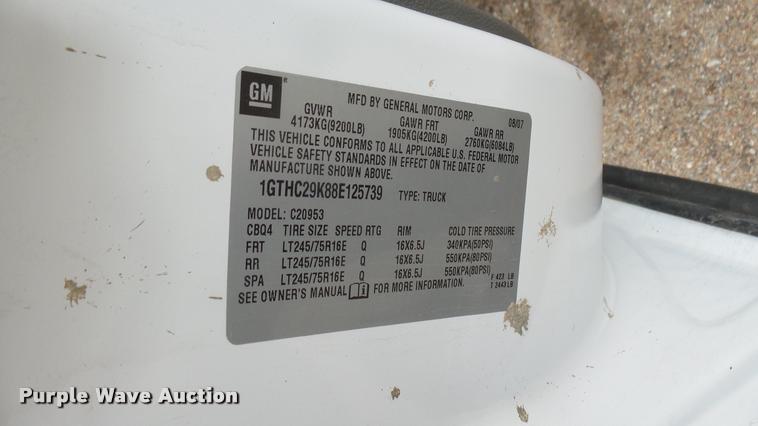 GM
MFD BY GENERAL MOTORS CORP. 08/07
GVWR GAWR FRT GAWR RR
4173KG(9200LB) 1905KG(4200LB) 2760KG(6084LB)
THIS VEHICLE CONFORMS TO ALL APPLICABLE U.S. FEDERAL MOTOR
VEHICLE SAFETY STANDARDS IN EFFECT ON THE DATE OF
MANUFACTURE SHOWN ABOVE.
1GTHC29K88E125739 TYPE: TRUCK
MODEL: C20953
CBQ4 TIRE SIZE SPEED RTG RIM COLD TIRE PRESSURE
FRT LT245/75R16E Q 16X6.5J 340KPA(50PSI)
RR LT245/75R16E Q 16X6.5J 550KPA(80PSI)
SPA LT245/75R16E Q 16X6.5J 550KPA(80PSI)
F 423 LB
T 2443 LB
SEE OWNER'S MANUAL FOR MORE INFORMATION.
Purple Wave Auction